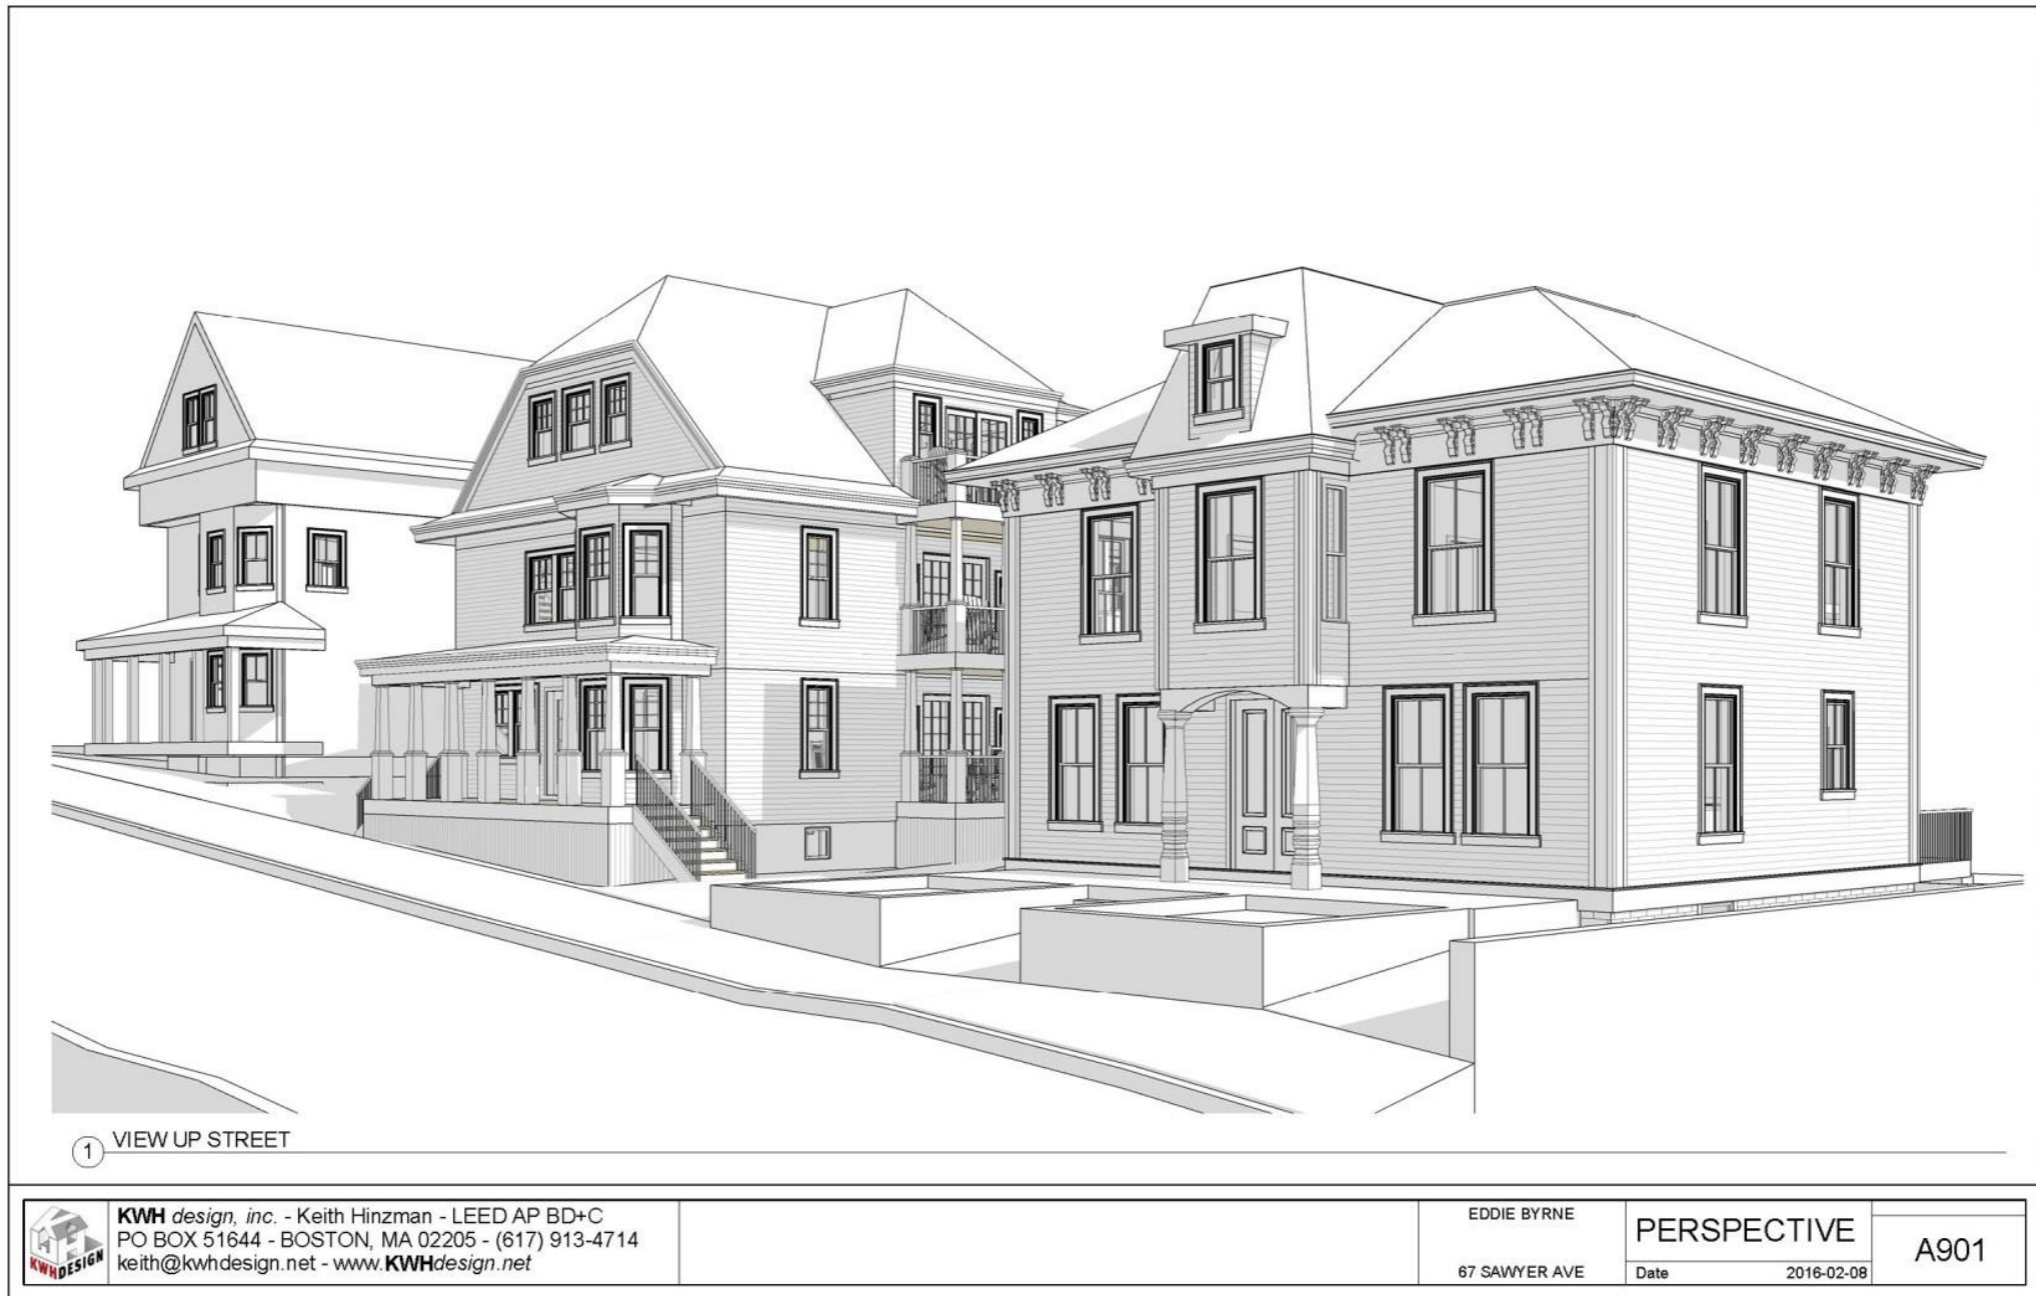 1
VIEW UP STREET
KWHDESIGN
KWH design, inc. - Keith Hinzman - LEED AP BD+C
PO BOX 51644 - BOSTON, MA 02205 - (617) 913-4714
keith@kwhdesign.net - www.KWHdesign.net
EDDIE BYRNE
67 SAWYER AVE
PERSPECTIVE
Date 2016-02-08
A901